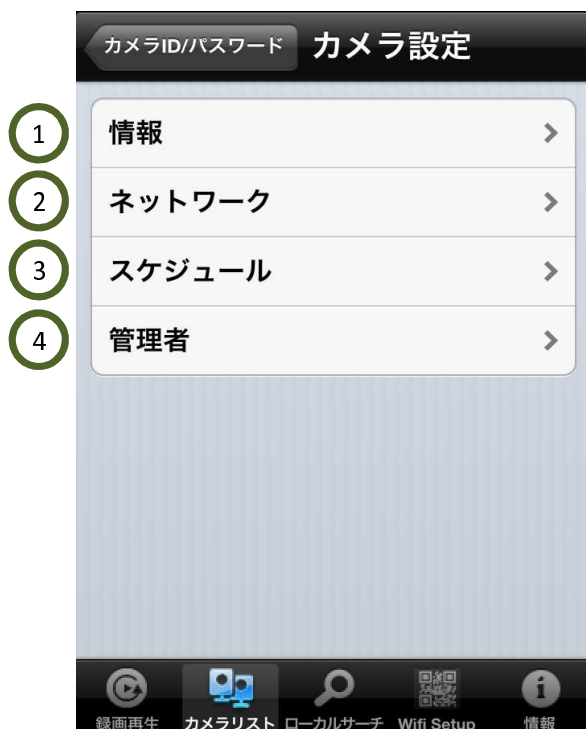 カメラID/パスワード カメラ設定
1 情報
2 ネットワーク
3 スケジュール
4 管理者
録画再生 カメラリスト ローカルサーチ Wifi Setup 情報